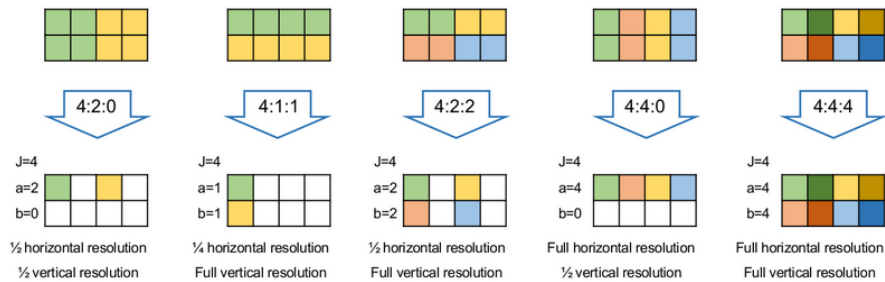 4:2:0
4:1:1
4:2:2
4:4:0
4:4:4
J=4
J=4
J=4
J=4
J=4
a=2
a=1
a=2
a=4
a=4
b=0
b=1
b=2
b=0
b=4
½ horizontal resolution
¼ horizontal resolution
½ horizontal resolution
Full horizontal resolution
Full horizontal resolution
½ vertical resolution
Full vertical resolution
Full vertical resolution
½ vertical resolution
Full vertical resolution